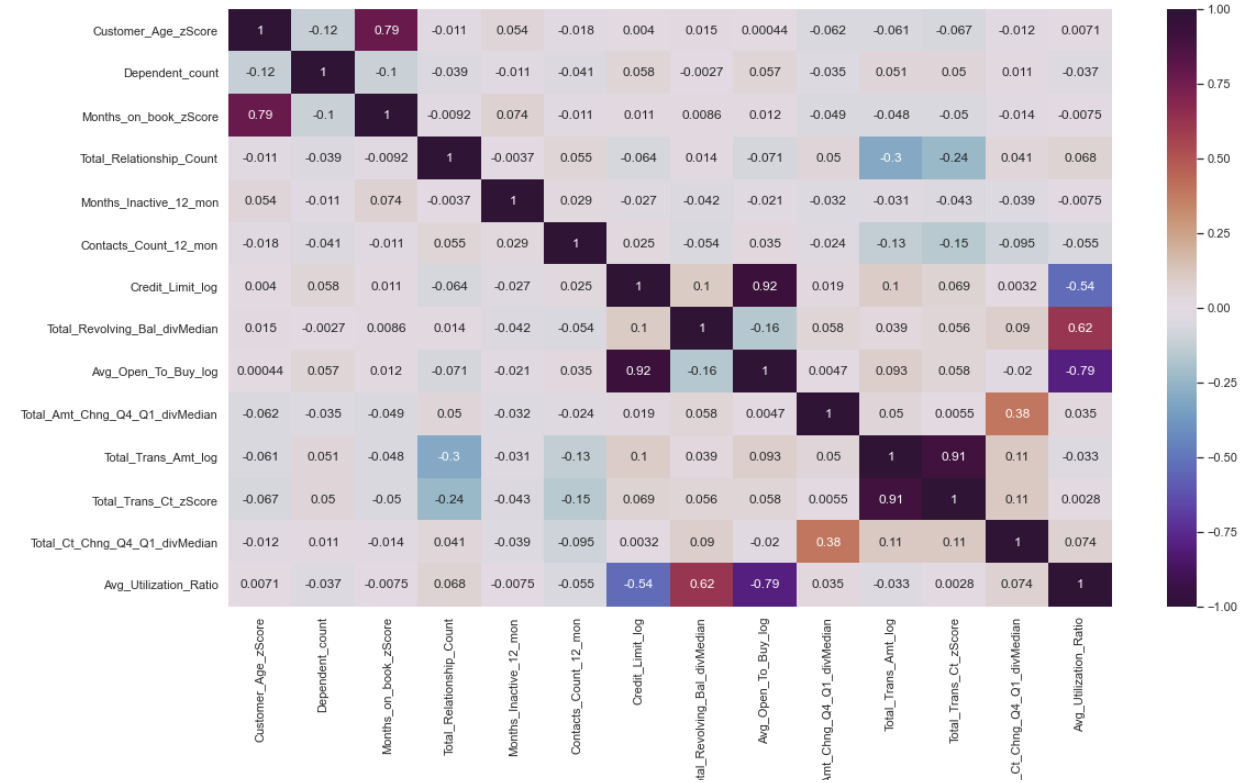 Customer_Age_zScore 1 -0.12 0.79 -0.011 0.054 -0.018 0.004 0.015 0.00044 -0.062 -0.061 -0.067 -0.012 0.0071
Dependent_count -0.12 1 -0.1 -0.039 -0.011 -0.041 0.058 -0.0027 0.057 -0.035 0.051 0.05 0.011 -0.037
Months_on_book_zScore 0.79 -0.1 1 -0.0092 0.074 -0.011 0.011 0.0086 0.012 -0.049 -0.048 -0.05 -0.014 -0.0075
Total_Relationship_Count -0.011 -0.039 -0.0092 1 -0.0037 0.055 -0.064 0.014 -0.071 0.05 -0.3 -0.24 0.041 0.068
Months_Inactive_12_mon 0.054 -0.011 0.074 -0.0037 1 0.029 -0.027 -0.042 -0.021 -0.032 -0.031 -0.043 -0.039 -0.0075
Contacts_Count_12_mon -0.018 -0.041 -0.011 0.055 0.029 1 0.025 -0.054 0.035 -0.024 -0.13 -0.15 -0.095 -0.055
Credit_Limit_log 0.004 0.058 0.011 -0.064 -0.027 0.025 1 0.1 0.92 0.019 0.1 0.069 0.0032 -0.54
Total_Revolving_Bal_divMedian 0.015 -0.0027 0.0086 0.014 -0.042 -0.054 0.1 1 -0.16 0.058 0.039 0.056 0.09 0.62
Avg_Open_To_Buy_log 0.00044 0.057 0.012 -0.071 -0.021 0.035 0.92 -0.16 1 0.0047 0.093 0.058 -0.02 -0.79
Total_Amt_Chng_Q4_Q1_divMedian -0.062 -0.035 -0.049 0.05 -0.032 -0.024 0.019 0.058 0.0047 1 0.05 0.0055 0.38 0.035
Total_Trans_Amt_log -0.061 0.051 -0.048 -0.3 -0.031 -0.13 0.1 0.039 0.093 0.05 1 0.91 0.11 -0.033
Total_Trans_Ct_zScore -0.067 0.05 -0.05 -0.24 -0.043 -0.15 0.069 0.056 0.058 0.0055 0.91 1 0.11 0.0028
Total_Ct_Chng_Q4_Q1_divMedian -0.012 0.011 -0.014 0.041 -0.039 -0.095 0.0032 0.09 -0.02 0.38 0.11 0.11 1 0.074
Avg_Utilization_Ratio 0.0071 -0.037 -0.0075 0.068 -0.0075 -0.055 -0.54 0.62 -0.79 0.035 -0.033 0.0028 0.074 1
Customer_Age_zScore
Dependent_count
Months_on_book_zScore
Total_Relationship_Count
Months_Inactive_12_mon
Contacts_Count_12_mon
Credit_Limit_log
tal_Revolving_Bal_divMedian
Avg_Open_To_Buy_log
Amt_Chng_Q4_Q1_divMedian
Total_Trans_Amt_log
Total_Trans_Ct_zScore
_Ct_Chng_Q4_Q1_divMedian
Avg_Utilization_Ratio
1.00
0.75
0.50
0.25
0.00
−0.25
−0.50
−0.75
−1.00